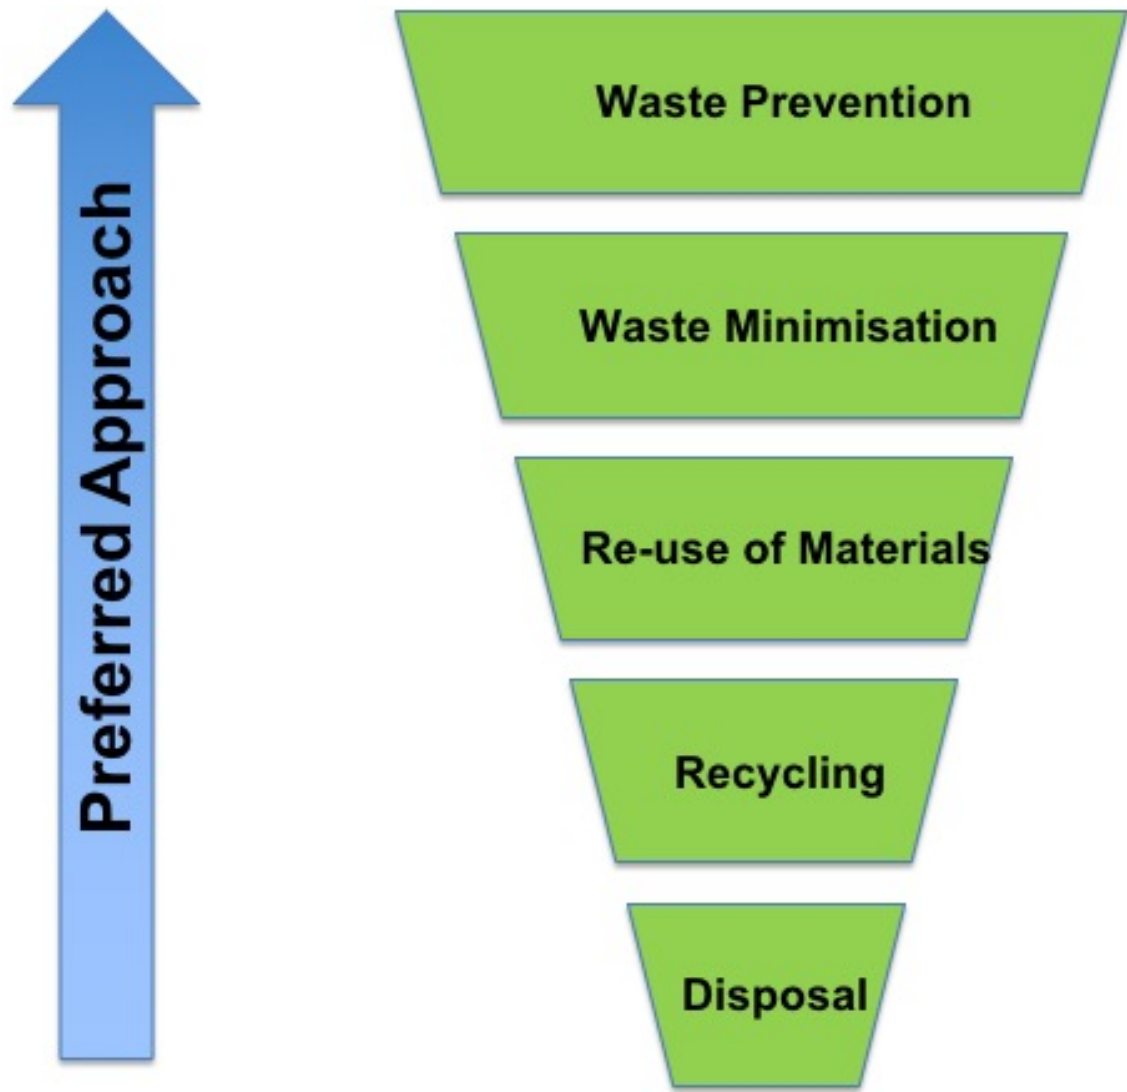 Preferred Approach
Waste Prevention
Waste Minimisation
Re-use of Materials
Recycling
Disposal